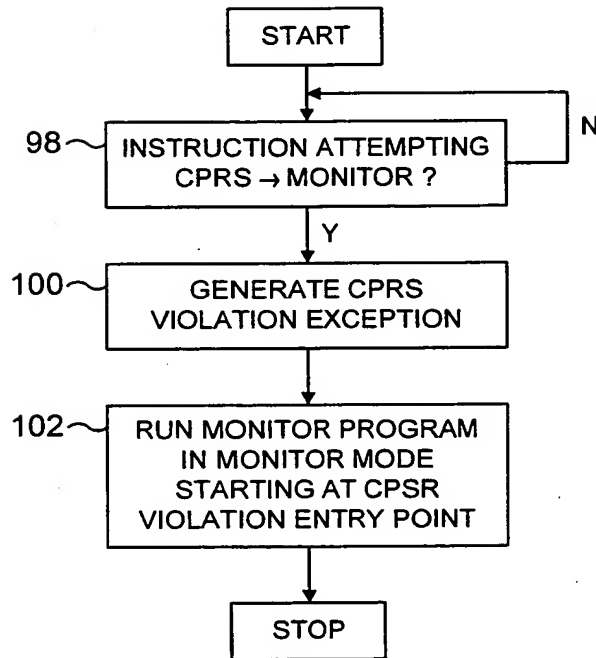 START
N
98
INSTRUCTION ATTEMPTING
CPRS → MONITOR ?
Y
100
GENERATE CPRS
VIOLATION EXCEPTION
102
RUN MONITOR PROGRAM
IN MONITOR MODE
STARTING AT CPSR
VIOLATION ENTRY POINT
STOP